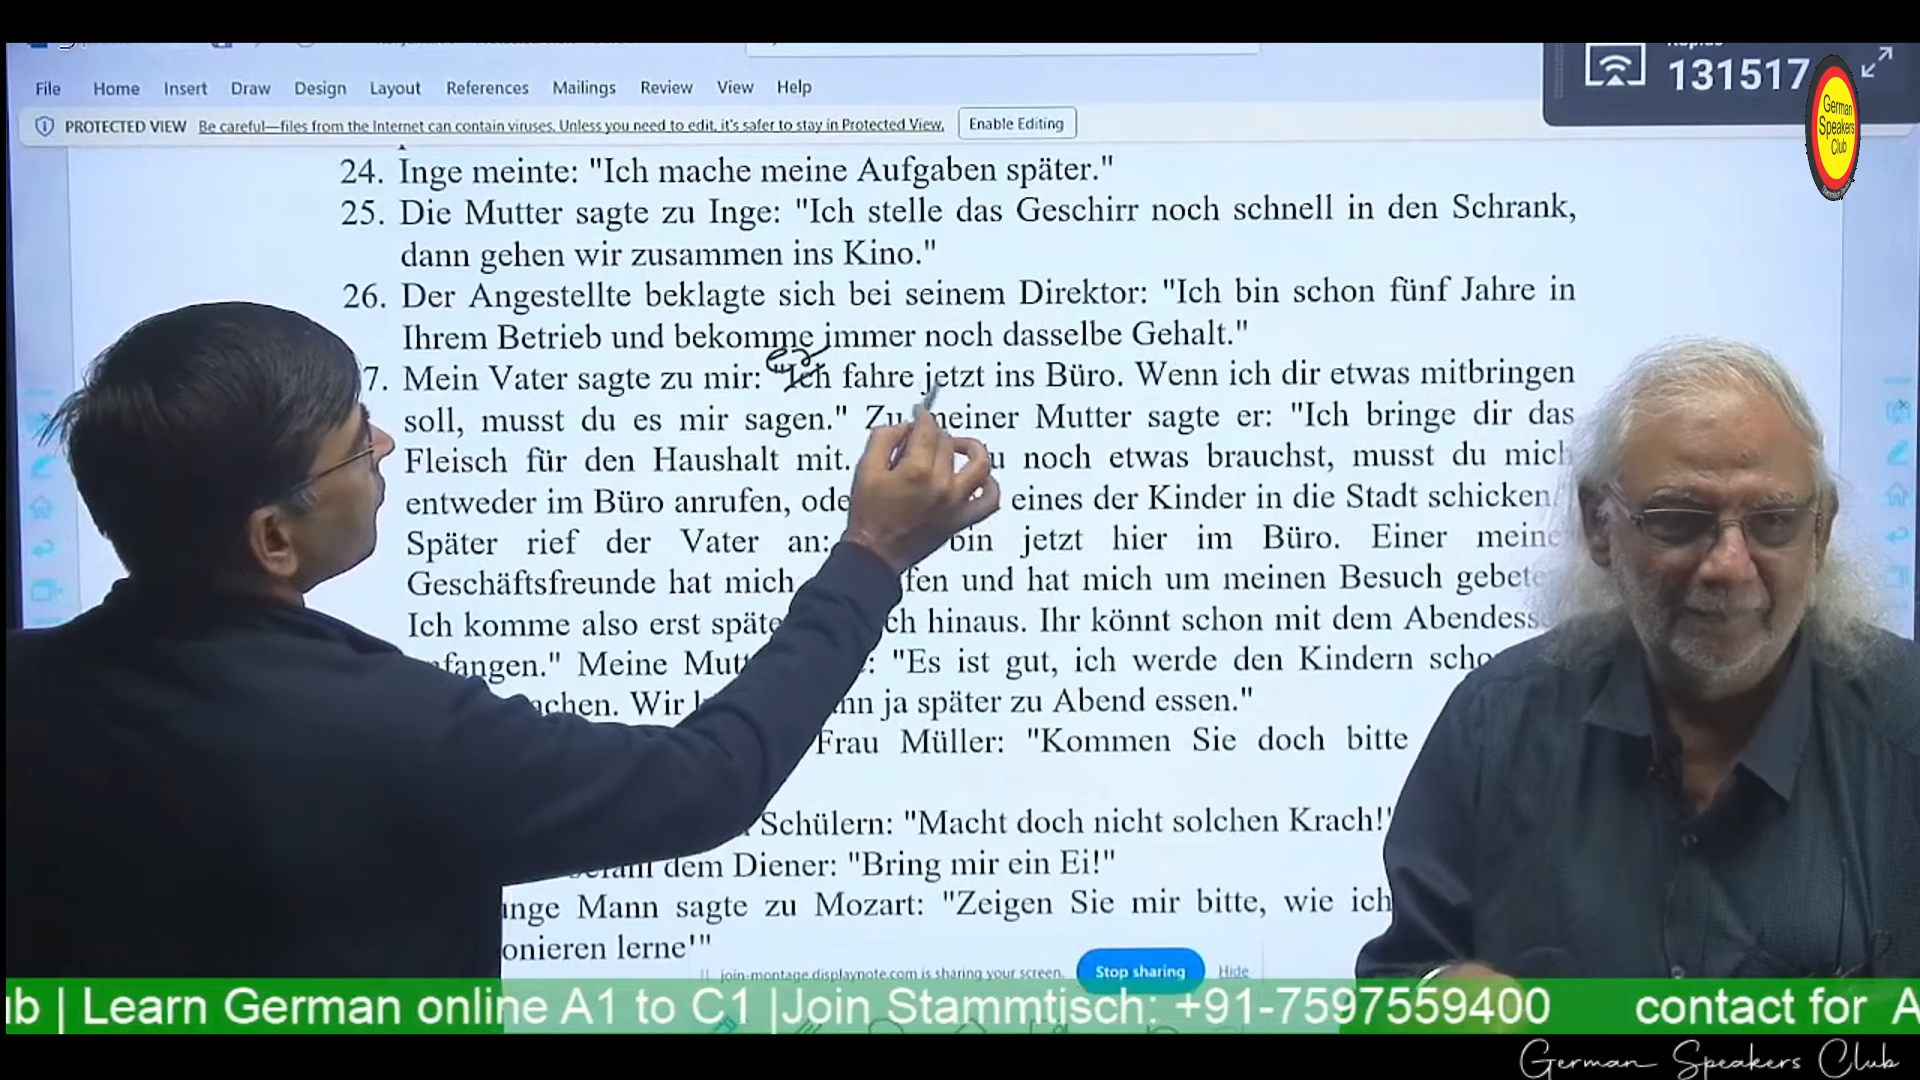 131517
File Home Insert Draw Design Layout References Mailings Review View Help
German
Speakers
Club
PROTECTED VIEW Be careful—files from the Internet can contain viruses. Unless you need to edit, it's safer to stay in Protected View. Enable Editing
24. Inge meinte: "Ich mache meine Aufgaben später."
25. Die Mutter sagte zu Inge: "Ich stelle das Geschirr noch schnell in den Schrank,
dann gehen wir zusammen ins Kino."
26. Der Angestellte beklagte sich bei seinem Direktor: "Ich bin schon fünf Jahre in
Ihrem Betrieb und bekomme immer noch dasselbe Gehalt."
er
7. Mein Vater sagte zu mir: "Ich fahre jetzt ins Büro. Wenn ich dir etwas mitbringen
soll, musst du es mir sagen." Zu meiner Mutter sagte er: "Ich bringe dir das
Fleisch für den Haushalt mit. u noch etwas brauchst, musst du mich
entweder im Büro anrufen, ode eines der Kinder in die Stadt schicken.
Später rief der Vater an: bin jetzt hier im Büro. Einer meine
Geschäftsfreunde hat mich fen und hat mich um meinen Besuch gebete
Ich komme also erst späte ch hinaus. Ihr könnt schon mit dem Abendess
nfangen." Meine Mut : "Es ist gut, ich werde den Kindern scho
achen. Wir nn ja später zu Abend essen."
Frau Müller: "Kommen Sie doch bitte
Schülern: "Macht doch nicht solchen Krach!"
dem Diener: "Bring mir ein Ei!"
unge Mann sagte zu Mozart: "Zeigen Sie mir bitte, wie ich
onieren lerne'"
join-montage.displaynote.com is sharing your screen. Stop sharing Hide
ub | Learn German online A1 to C1 |Join Stammtisch: +91-7597559400 contact for A
German Speakers Club